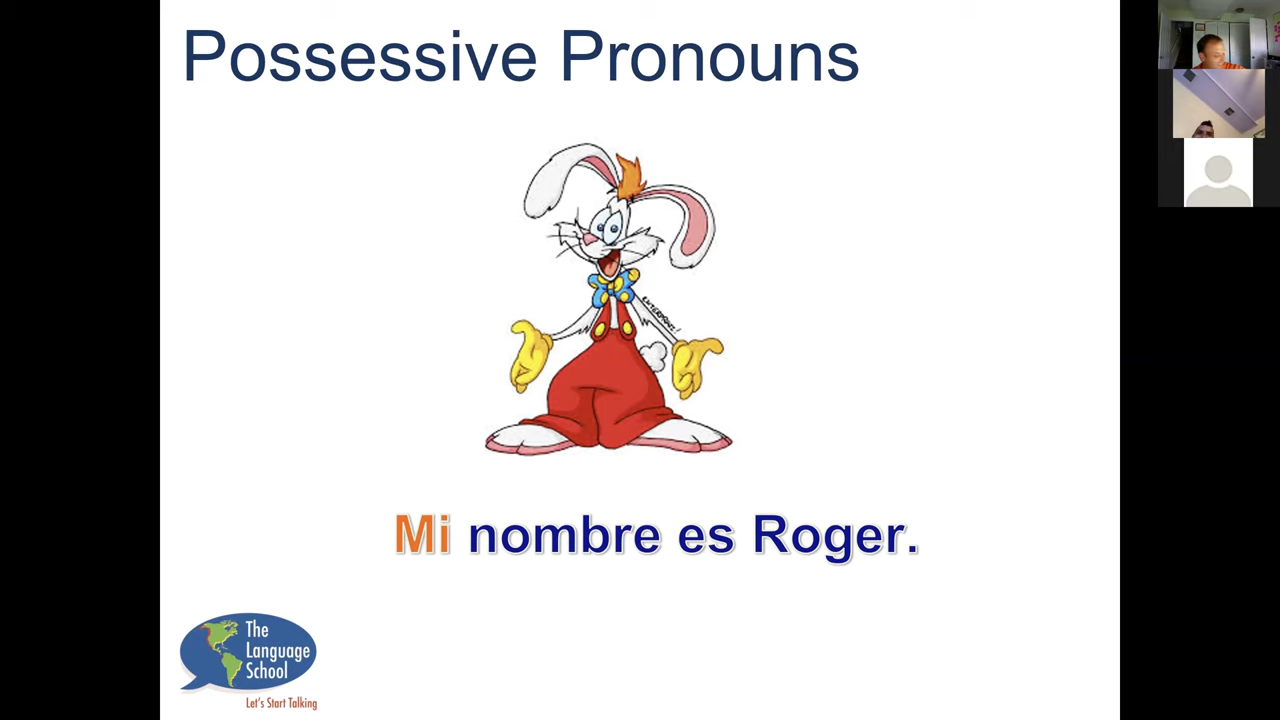 Possessive Pronouns
Mi nombre es Roger.
The
Language
School
Let's Start Talking